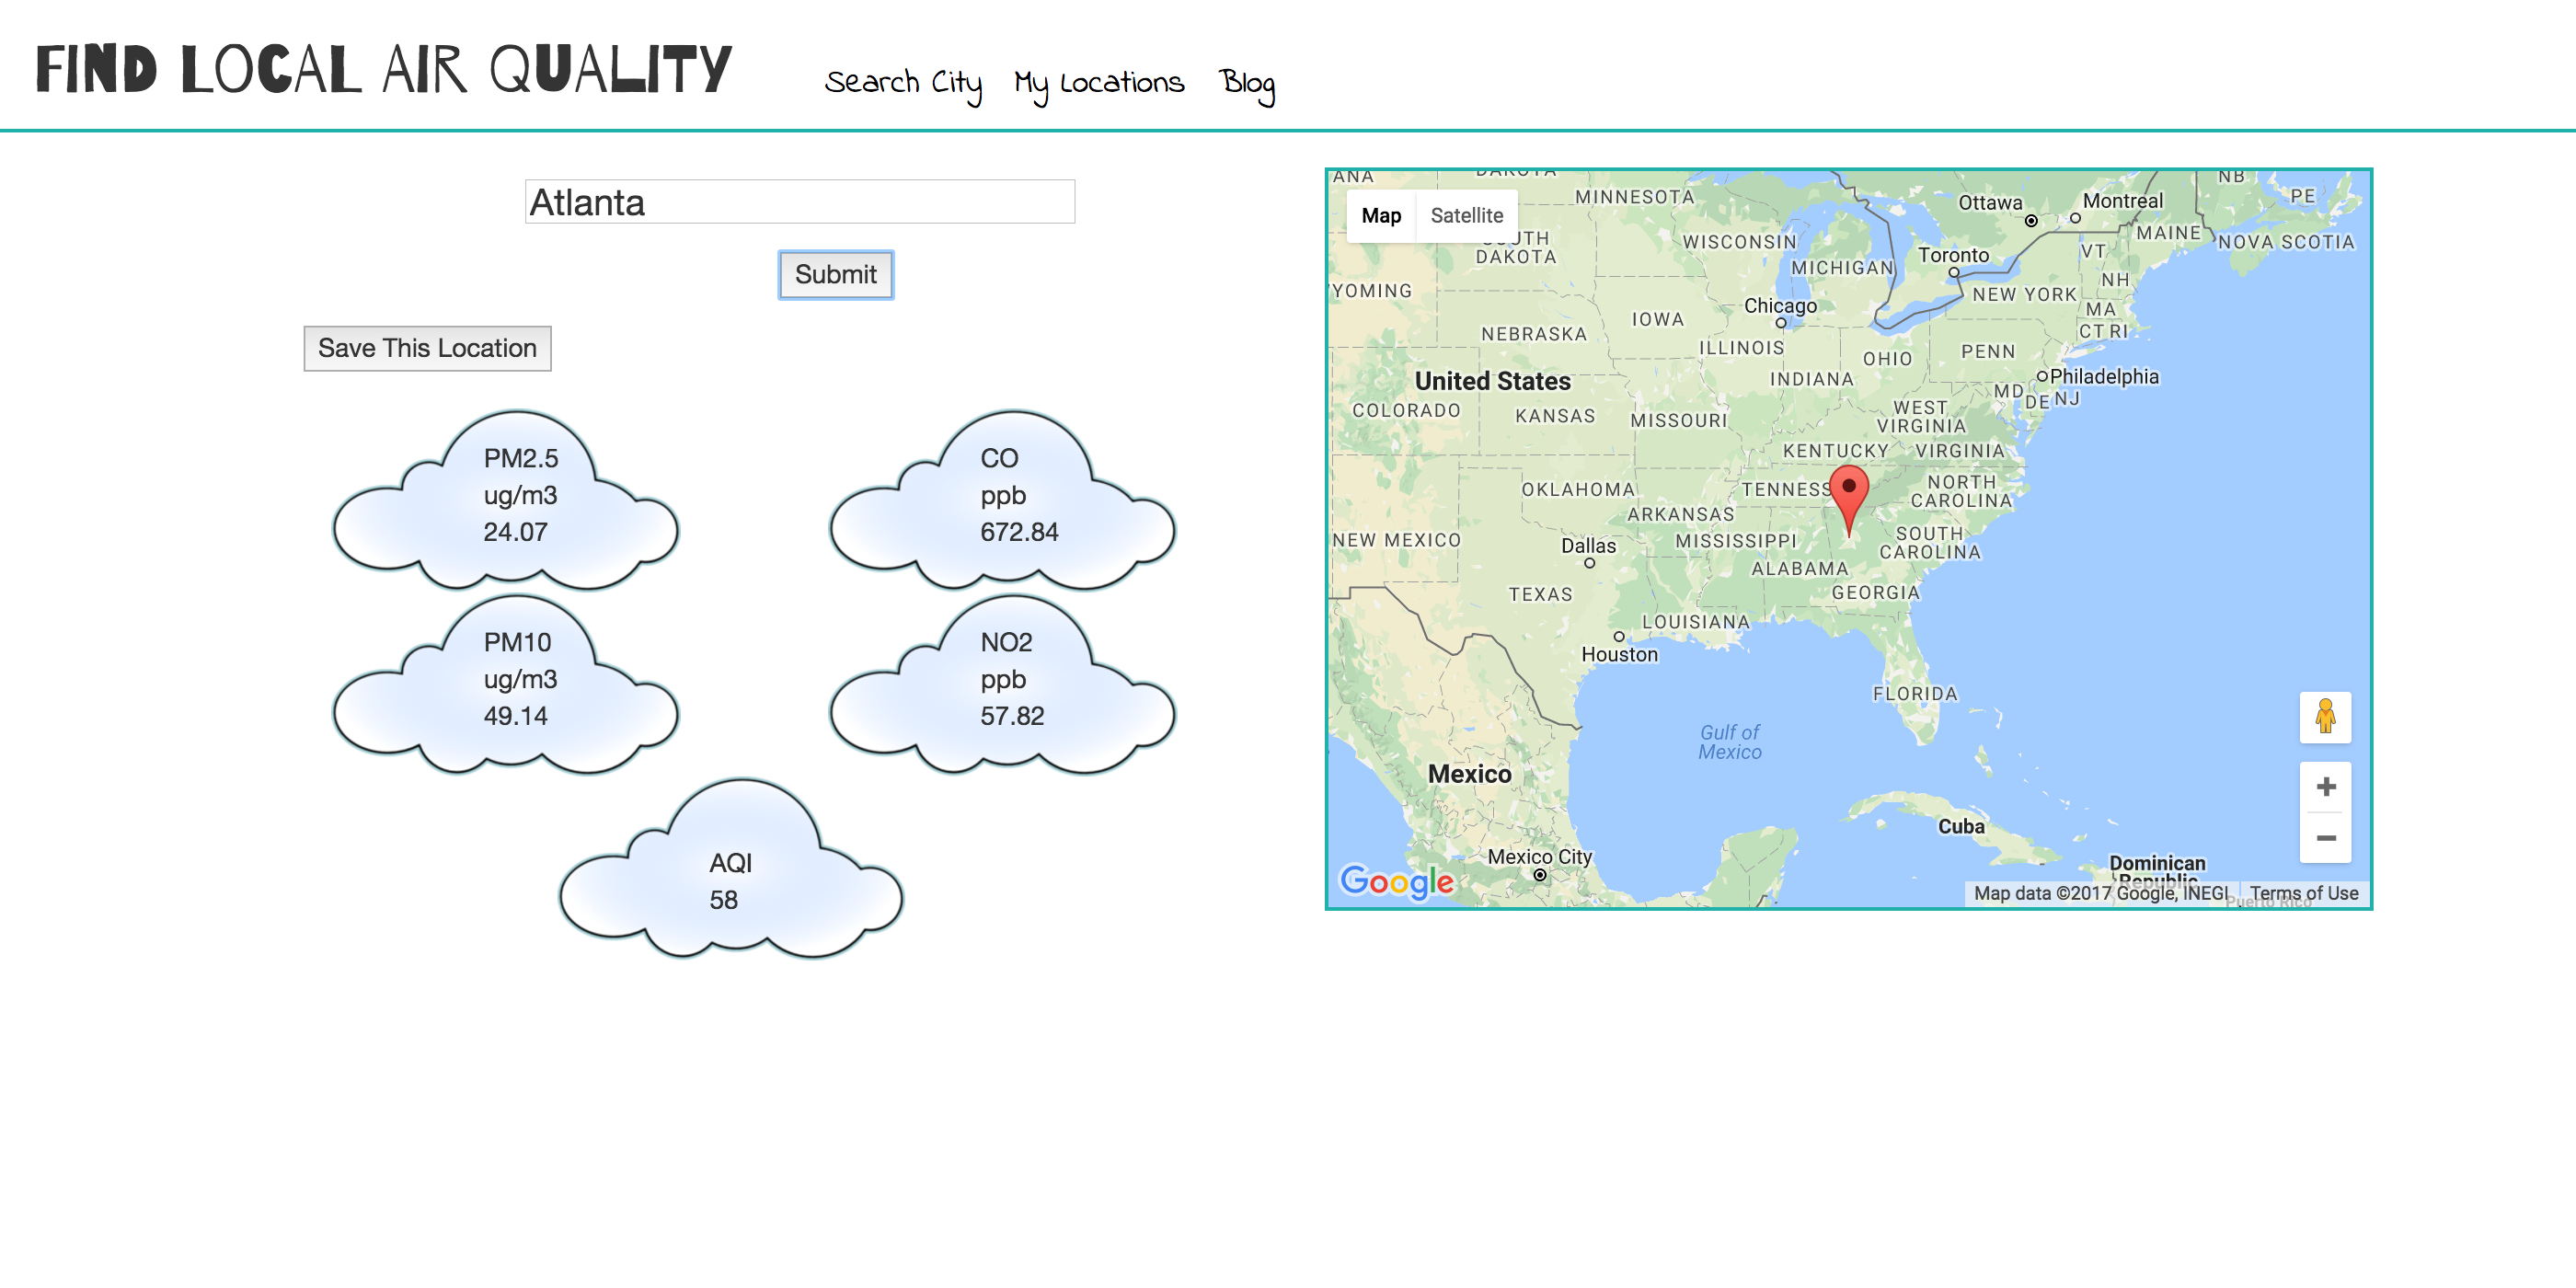 FIND LOCAL AIR QUALITY
Search City
My Locations
Blog
Atlanta
Submit
Save This Location
PM2.5
ug/m3
24.07
CO
ppb
672.84
PM10
ug/m3
49.14
NO2
ppb
57.82
AQI
58
Map
Satellite
ANA
DAKOTA
MINNESOTA
Ottawa
Montreal
NB
PE
SOUTH
DAKOTA
WISCONSIN
MICHIGAN
Toronto
VT
MAINE
NOVA SCOTIA
NH
YOMING
NEW YORK
MA
CT RI
Chicago
IOWA
NEBRASKA
ILLINOIS
INDIANA
OHIO
PENN
Philadelphia
MD
DE
NJ
United States
COLORADO
KANSAS
MISSOURI
WEST
VIRGINIA
KENTUCKY
VIRGINIA
OKLAHOMA
TENNESS
NORTH
CAROLINA
ARKANSAS
NEW MEXICO
Dallas
MISSISSIPPI
SOUTH
CAROLINA
ALABAMA
TEXAS
GEORGIA
LOUISIANA
Houston
FLORIDA
Gulf of
Mexico
Mexico
Cuba
Mexico City
Dominican
Republic
Puerto Rico
Google
Map data ©2017 Google, INEGI
Terms of Use